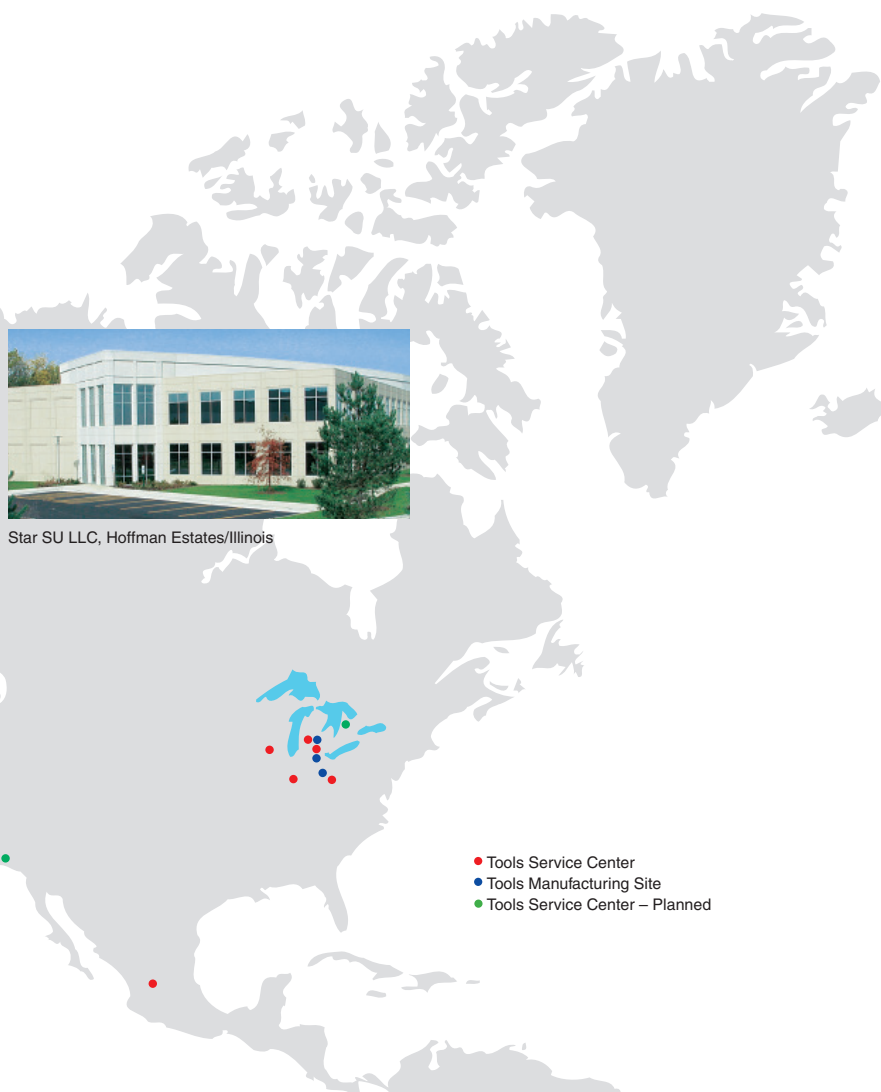 Star SU LLC, Hoffman Estates/Illinois
Tools Service Center
Tools Manufacturing Site
Tools Service Center – Planned